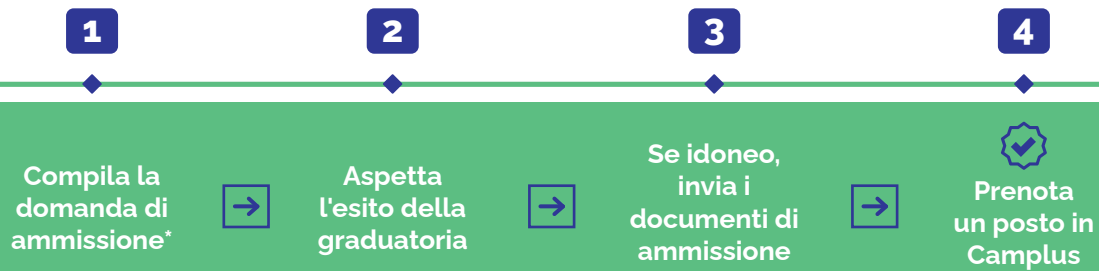 1
2
3
4
Compila la
domanda di
ammissione*
Aspetta
l'esito della
graduatoria
Se idoneo,
invia i
documenti di
ammissione
Prenota
un posto in
Camplus